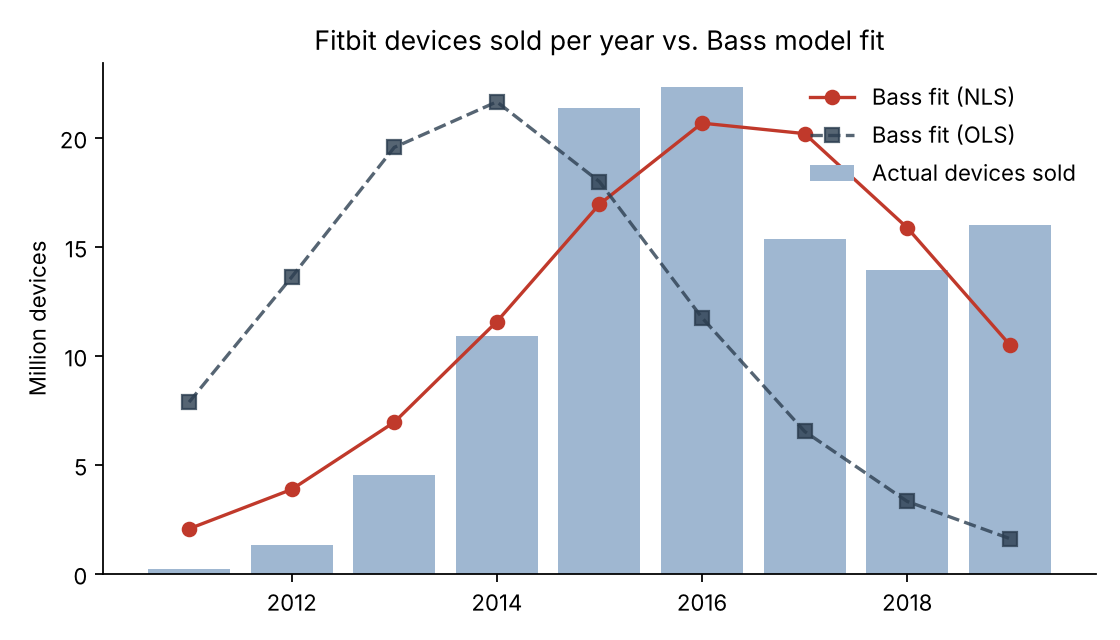 Fitbit devices sold per year vs. Bass model fit
Bass fit (NLS)
Bass fit (OLS)
Actual devices sold
Million devices
20
15
10
5
0
2012
2014
2016
2018